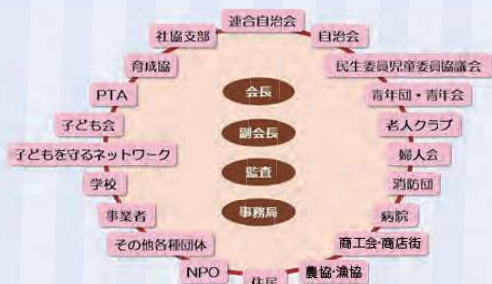 連合自治会
社協支部
自治会
育成協
民生委員児童委員協議会
PTA
会長
青年団・青年会
子ども会
副会長
老人クラブ
子どもを守るネットワーク
婦人会
学校
監査
消防団
事業者
事務局
病院
その他各種団体
商工会・商店街
NPO
住民
農協・漁協